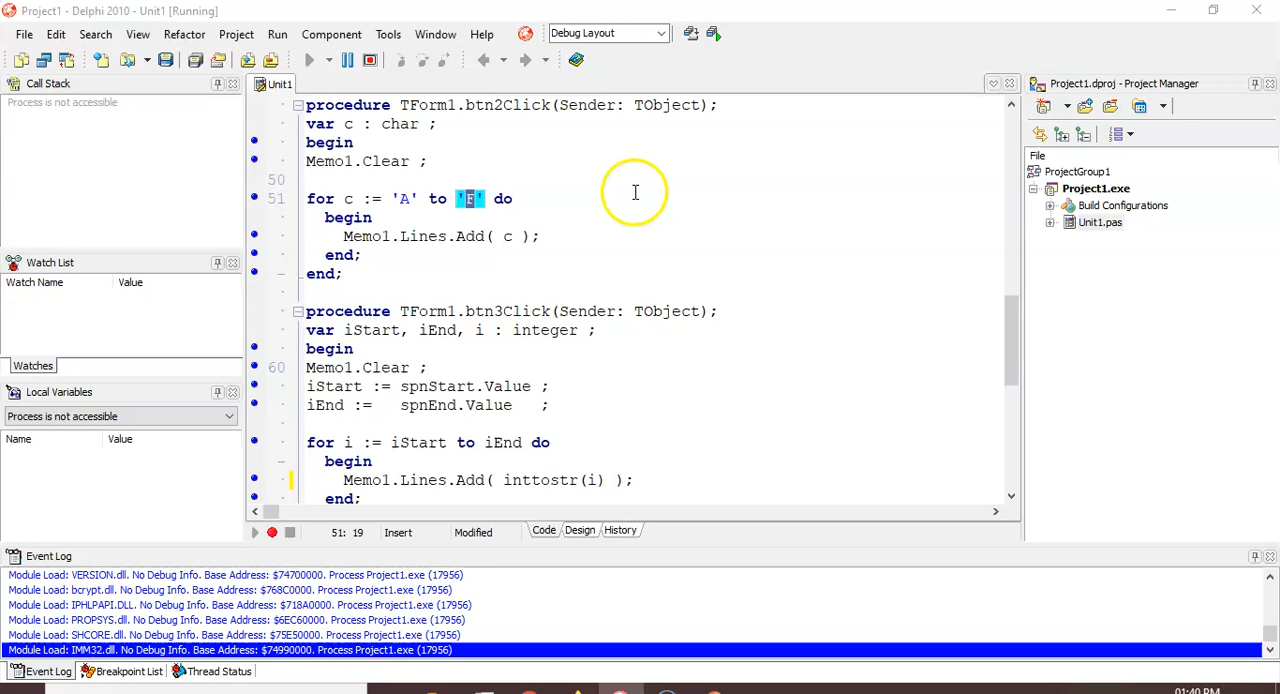 Project1 - Delphi 2010 - Unit1 [Running]
File Edit Search View Refactor Project Run Component Tools Window Help Debug Layout
Call Stack
Process is not accessible
Watch List
Watch Name Value
Watches
Local Variables
Process is not accessible
Name Value
Unit1
procedure TForm1.btn2Click(Sender: TObject);
var c : char ;
begin
Memo1.Clear ;
50
51 for c := 'A' to 'E' do
begin
Memo1.Lines.Add( c );
end;
end;
procedure TForm1.btn3Click(Sender: TObject);
var iStart, iEnd, i : integer ;
begin
60 Memo1.Clear ;
iStart := spnStart.Value ;
iEnd := spnEnd.Value ;
for i := iStart to iEnd do
begin
Memo1.Lines.Add( inttostr(i) );
end;
51: 19 Insert Modified Code Design History
Project1.dproj - Project Manager
File
ProjectGroup1
Project1.exe
Build Configurations
Unit1.pas
Event Log
Module Load: VERSION.dll. No Debug Info. Base Address: $74700000. Process Project1.exe (17956)
Module Load: bcrypt.dll. No Debug Info. Base Address: $768C0000. Process Project1.exe (17956)
Module Load: IPHLPAPI.DLL. No Debug Info. Base Address: $718A0000. Process Project1.exe (17956)
Module Load: PROPSYS.dll. No Debug Info. Base Address: $6EC60000. Process Project1.exe (17956)
Module Load: SHCORE.dll. No Debug Info. Base Address: $75E50000. Process Project1.exe (17956)
Module Load: IMM32.dll. No Debug Info. Base Address: $74990000. Process Project1.exe (17956)
Event Log Breakpoint List Thread Status
01:40 PM